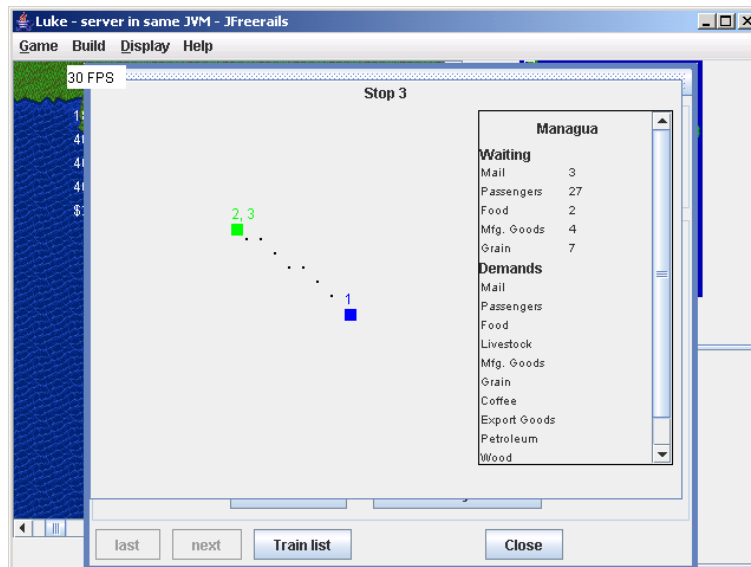 Luke - server in same JVM - JFreerails
Game Build Display Help
30 FPS
Stop 3
Managua
Waiting
Mail 3
Passengers 27
Food 2
Mfg. Goods 4
Grain 7
Demands
Mail
Passengers
Food
Livestock
Mfg. Goods
Grain
Coffee
Export Goods
Petroleum
Wood
2, 3
1
last next Train list Close